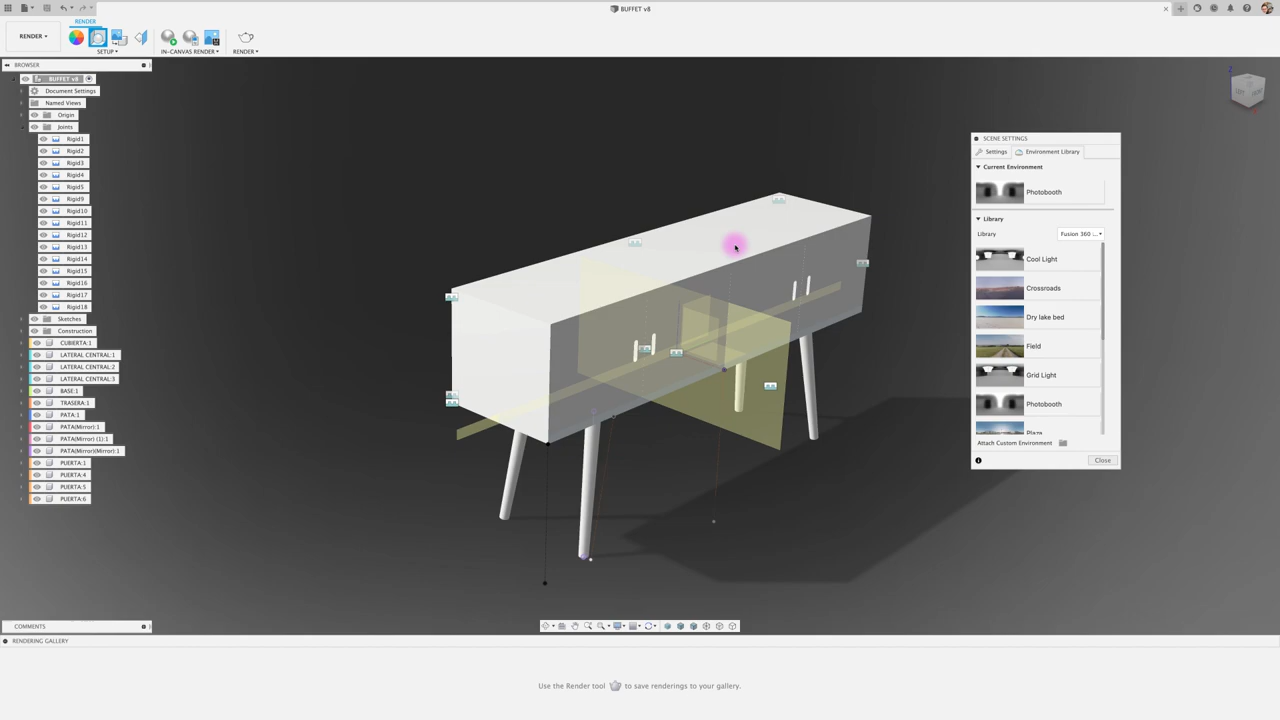 BUFFET v8
RENDER
RENDER
SETUP
IN-CANVAS RENDER
RENDER
BROWSER
BUFFET v8
Document Settings
Named Views
Origin
Joints
Rigid1
Rigid2
Rigid3
Rigid4
Rigid5
Rigid9
Rigid10
Rigid11
Rigid12
Rigid13
Rigid14
Rigid15
Rigid16
Rigid17
Rigid18
Sketches
Construction
CUBIERTA:1
LATERAL CENTRAL:1
LATERAL CENTRAL:2
LATERAL CENTRAL:3
BASE:1
TRASERA:1
PATA:1
PATA(Mirror):1
PATA(Mirror) (1):1
PATA(Mirror)(Mirror):1
PUERTA:1
PUERTA:4
PUERTA:5
PUERTA:6
SCENE SETTINGS
Settings
Environment Library
Current Environment
Photobooth
Library
Library
Fusion 360 :...
Cool Light
Crossroads
Dry lake bed
Field
Grid Light
Photobooth
Plaza
Attach Custom Environment
Close
COMMENTS
RENDERING GALLERY
Use the Render tool to save renderings to your gallery.